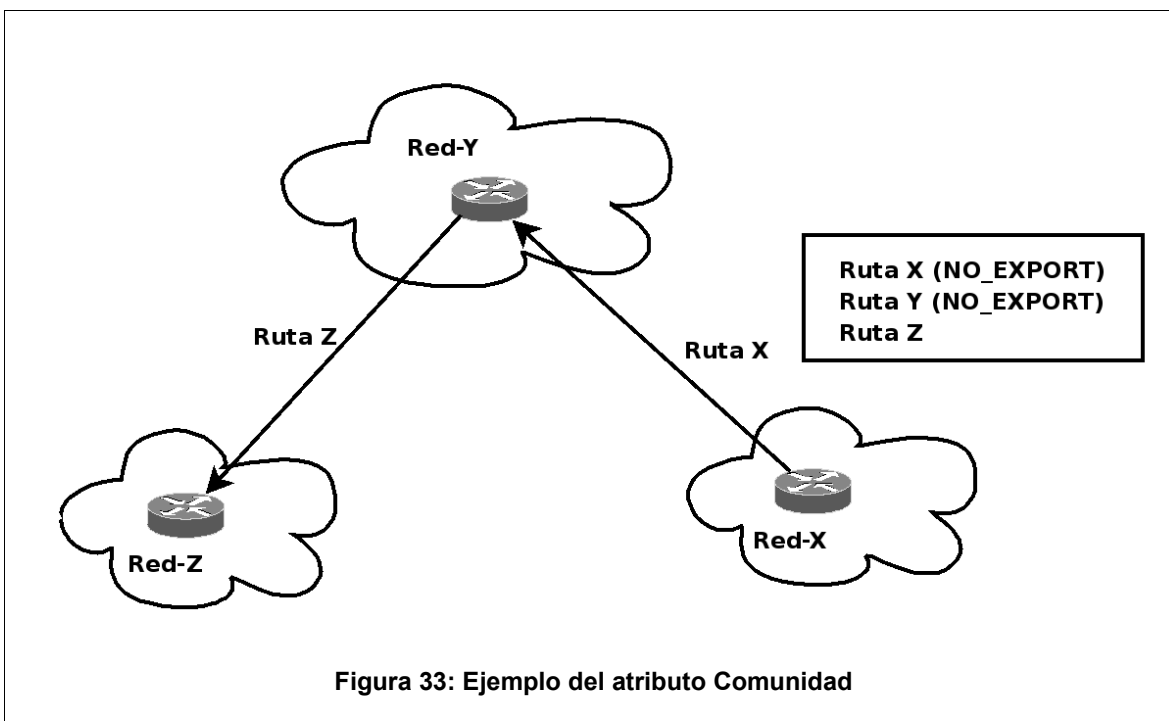 Red-Y
Ruta X (NO_EXPORT)
Ruta Y (NO_EXPORT)
Ruta Z
Ruta Z
Ruta X
Red-Z
Red-X
Figura 33: Ejemplo del atributo Comunidad